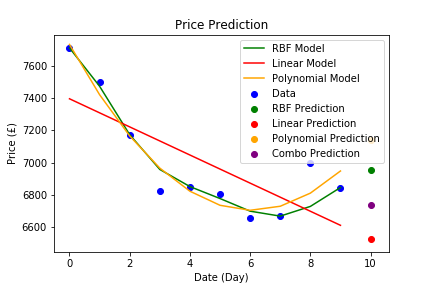 Price Prediction
RBF Model
Linear Model
Polynomial Model
Data
RBF Prediction
Linear Prediction
Polynomial Prediction
Combo Prediction
Price (£)
7600
7400
7200
7000
6800
6600
0
2
4
6
8
10
Date (Day)